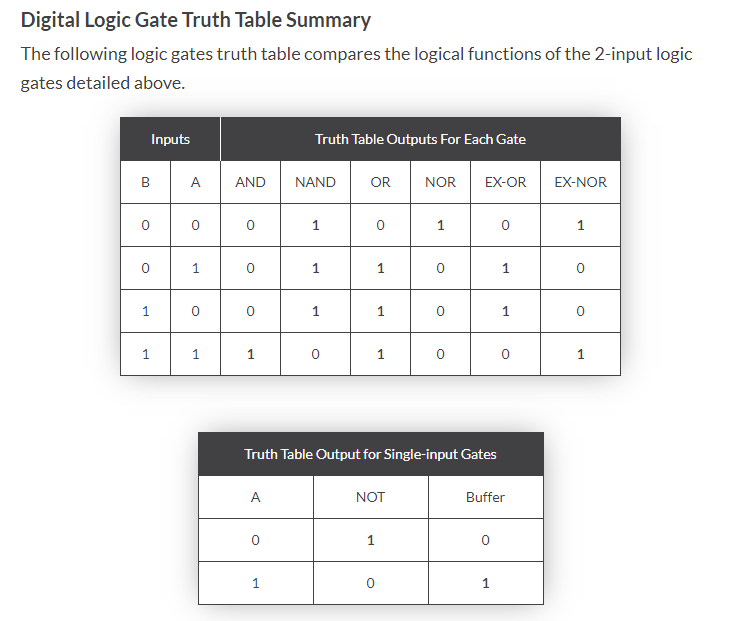 Digital Logic Gate Truth Table Summary
The following logic gates truth table compares the logical functions of the 2-input logic
gates detailed above.
Inputs Truth Table Outputs For Each Gate
B A AND NAND OR NOR EX-OR EX-NOR
0 0 0 1 0 1 0 1
0 1 0 1 1 0 1 0
1 0 0 1 1 0 1 0
1 1 1 0 1 0 0 1
Truth Table Output for Single-input Gates
A NOT Buffer
0 1 0
1 0 1